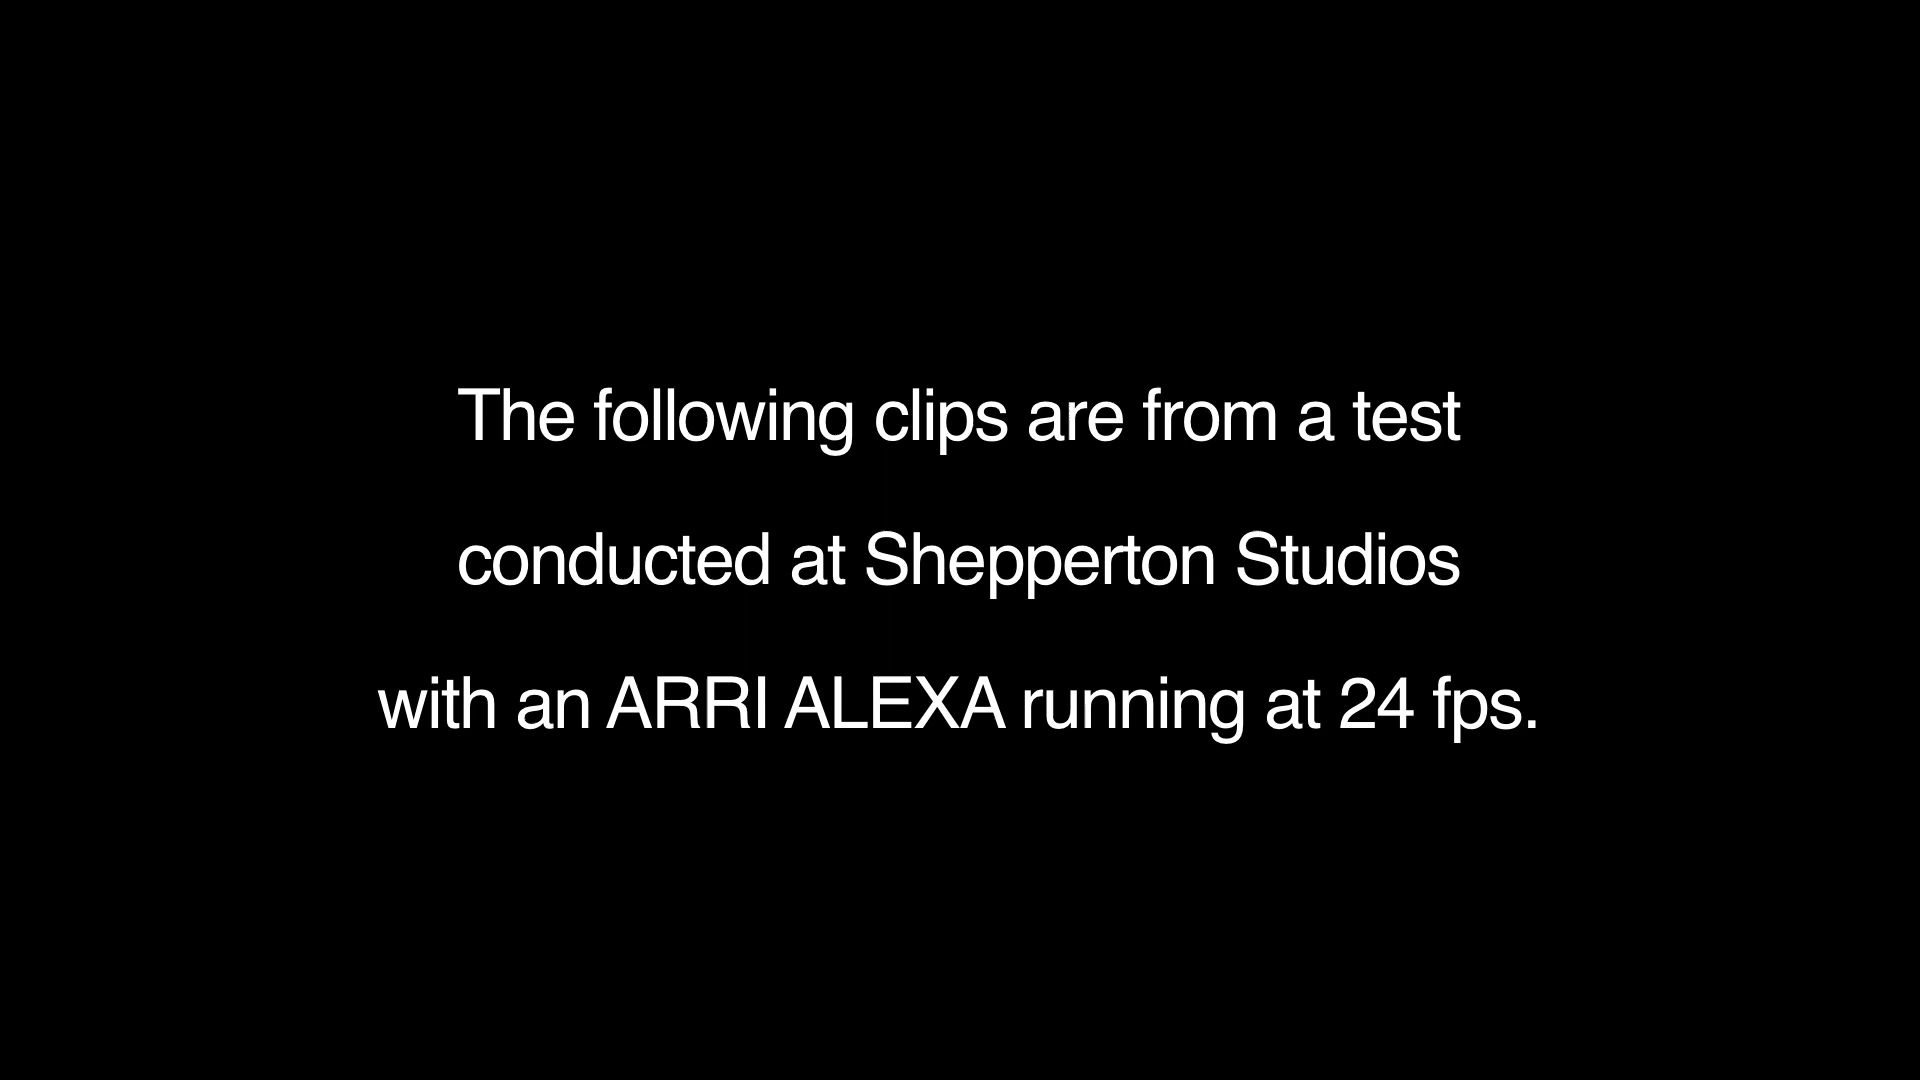 The following clips are from a test
conducted at Shepperton Studios
with an ARRI ALEXA running at 24 fps.